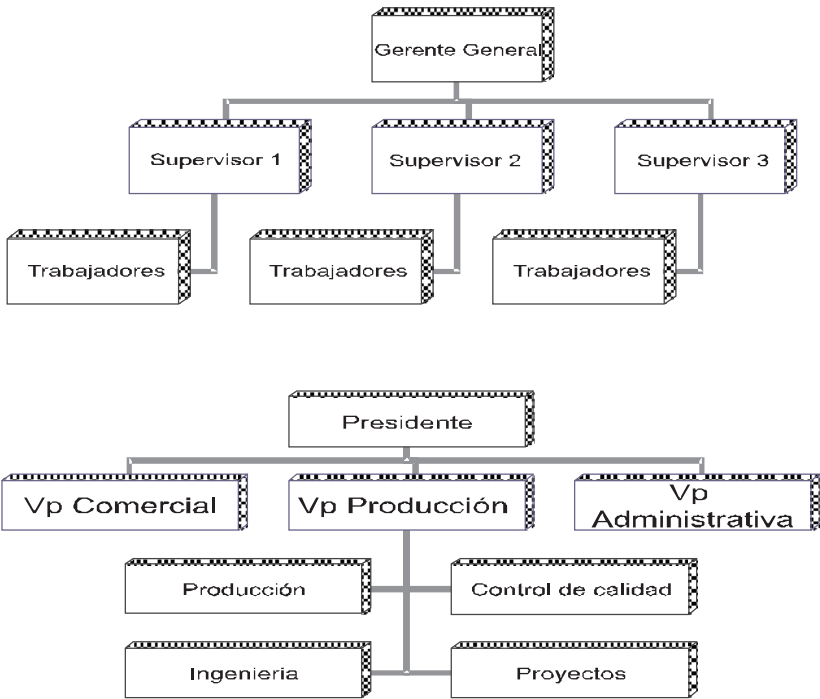 Gerente General
Supervisor 1
Supervisor 2
Supervisor 3
Trabajadores
Trabajadores
Trabajadores
Presidente
Vp Comercial
Vp Producción
Vp
Administrativa
Producción
Control de calidad
Ingenieria
Proyectos